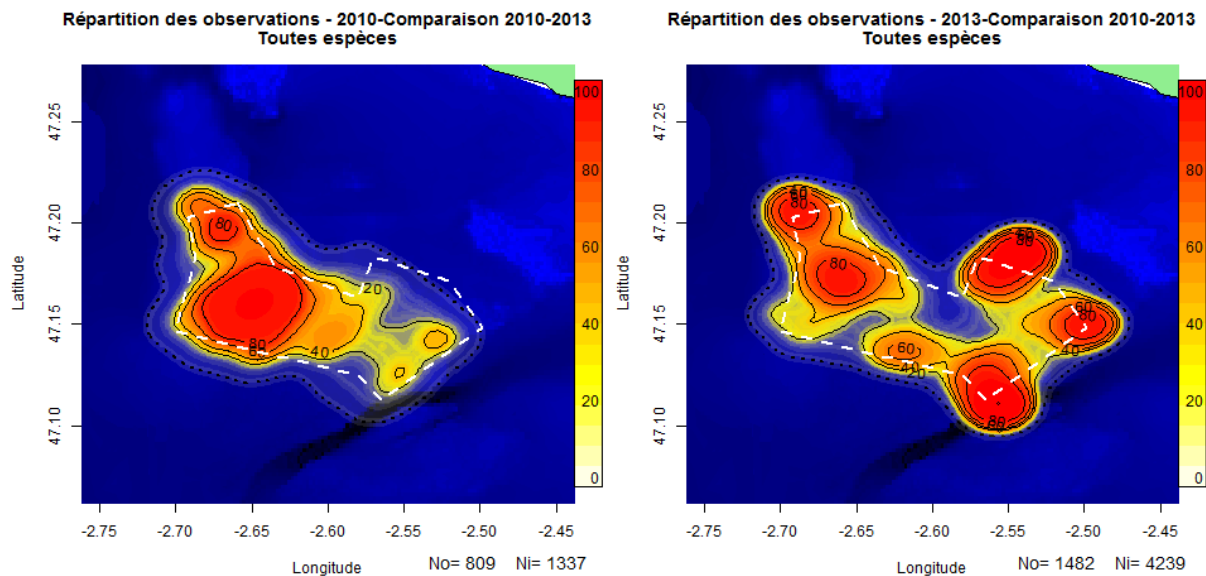 Répartition des observations - 2010-Comparaison 2010-2013
Toutes espèces
Latitude
47.25
47.20
47.15
47.10
80
20
80
60
40
100
80
60
40
20
0
-2.75 -2.70 -2.65 -2.60 -2.55 -2.50 -2.45
Longitude
No= 809 Ni= 1337
Répartition des observations - 2013-Comparaison 2010-2013
Toutes espèces
Latitude
47.25
47.20
47.15
47.10
80
80
80
60
80
60
40
40
20
80
100
80
60
40
20
0
-2.75 -2.70 -2.65 -2.60 -2.55 -2.50 -2.45
Longitude
No= 1482 Ni= 4239